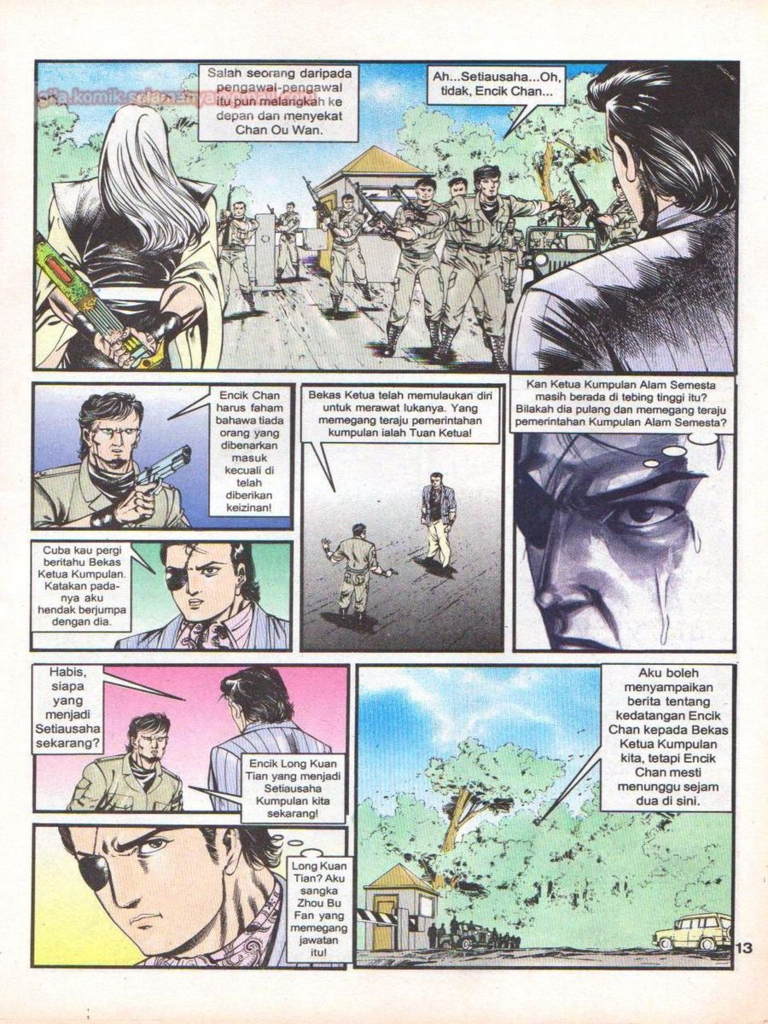 Salah seorang daripada
pengawal-pengawal
itu pun melangkah ke
depan dan menyekat
Chan Ou Wan.
Ah...Setiausaha...Oh,
tidak, Encik Chan...
Encik Chan
harus faham
bahawa tiada
orang yang
dibenarkan
masuk
kecuali di
telah
diberikan
keizinan!
Bekas Ketua telah memulaukan diri
untuk merawat lukanya. Yang
memegang teraju pemerintahan
kumpulan ialah Tuan Ketua!
Kan Ketua Kumpulan Alam Semesta
masih berada di tebing tinggi itu?
Bilakah dia pulang dan memegang teraju
pemerintahan Kumpulan Alam Semesta?
Cuba kau pergi
beritahu Bekas
Ketua Kumpulan.
Katakan pada-
nya aku
hendak berjumpa
dengan dia.
Habis,
siapa
yang
menjadi
Setiausaha
sekarang?
Encik Long Kuan
Tian yang menjadi
Setiausaha
Kumpulan kita
sekarang!
Aku boleh
menyampaikan
berita tentang
kedatangan Encik
Chan kepada Bekas
Ketua Kumpulan
kita, tetapi Encik
Chan mesti
menunggu sejam
dua di sini.
Long Kuan
Tian? Aku
sangka
Zhou Bu
Fan yang
memegang
jawatan
itu!
13